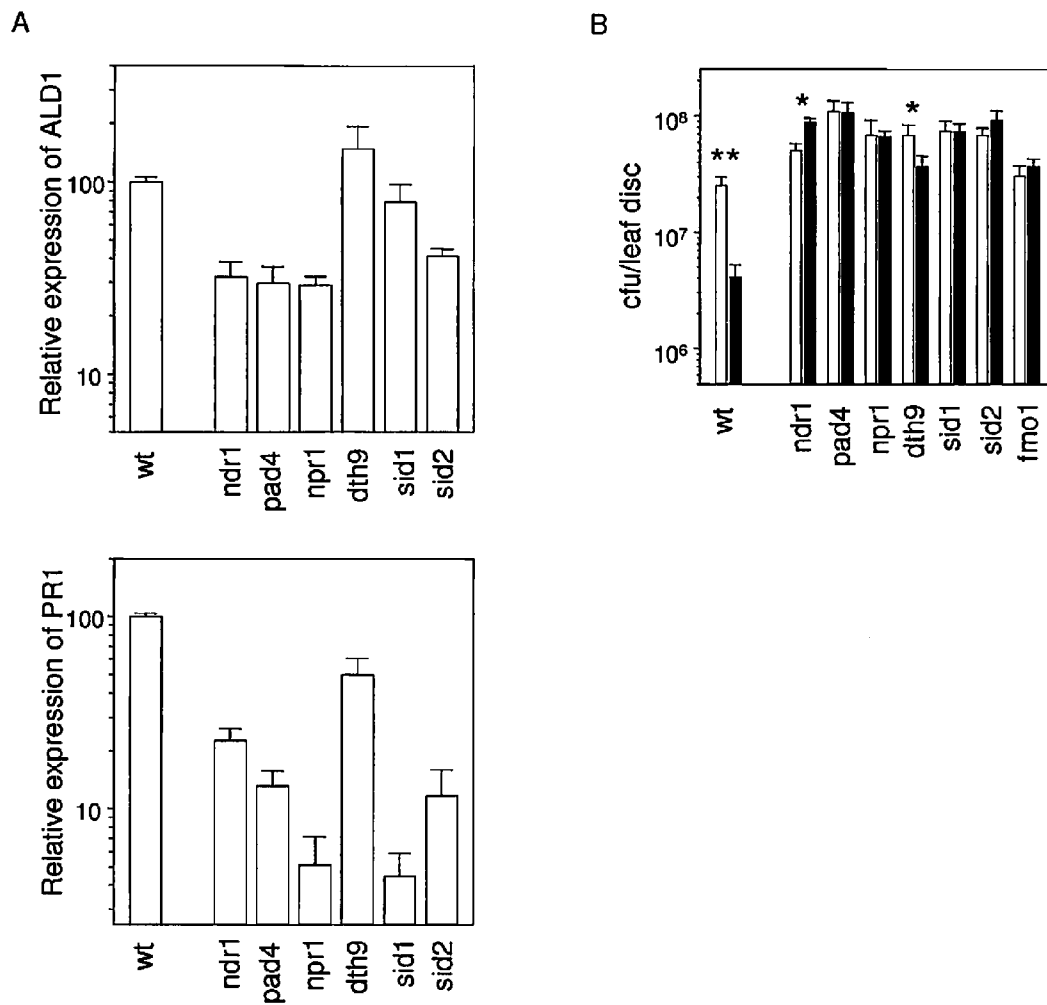 A
Relative expression of ALD1
100
10
wt
ndr1
pad4
npr1
dth9
sid1
sid2
Relative expression of PR1
100
10
wt
ndr1
pad4
npr1
dth9
sid1
sid2
B
cfu/leaf disc
10⁸
10⁷
10⁶
**
*
*
wt
ndr1
pad4
npr1
dth9
sid1
sid2
fmo1